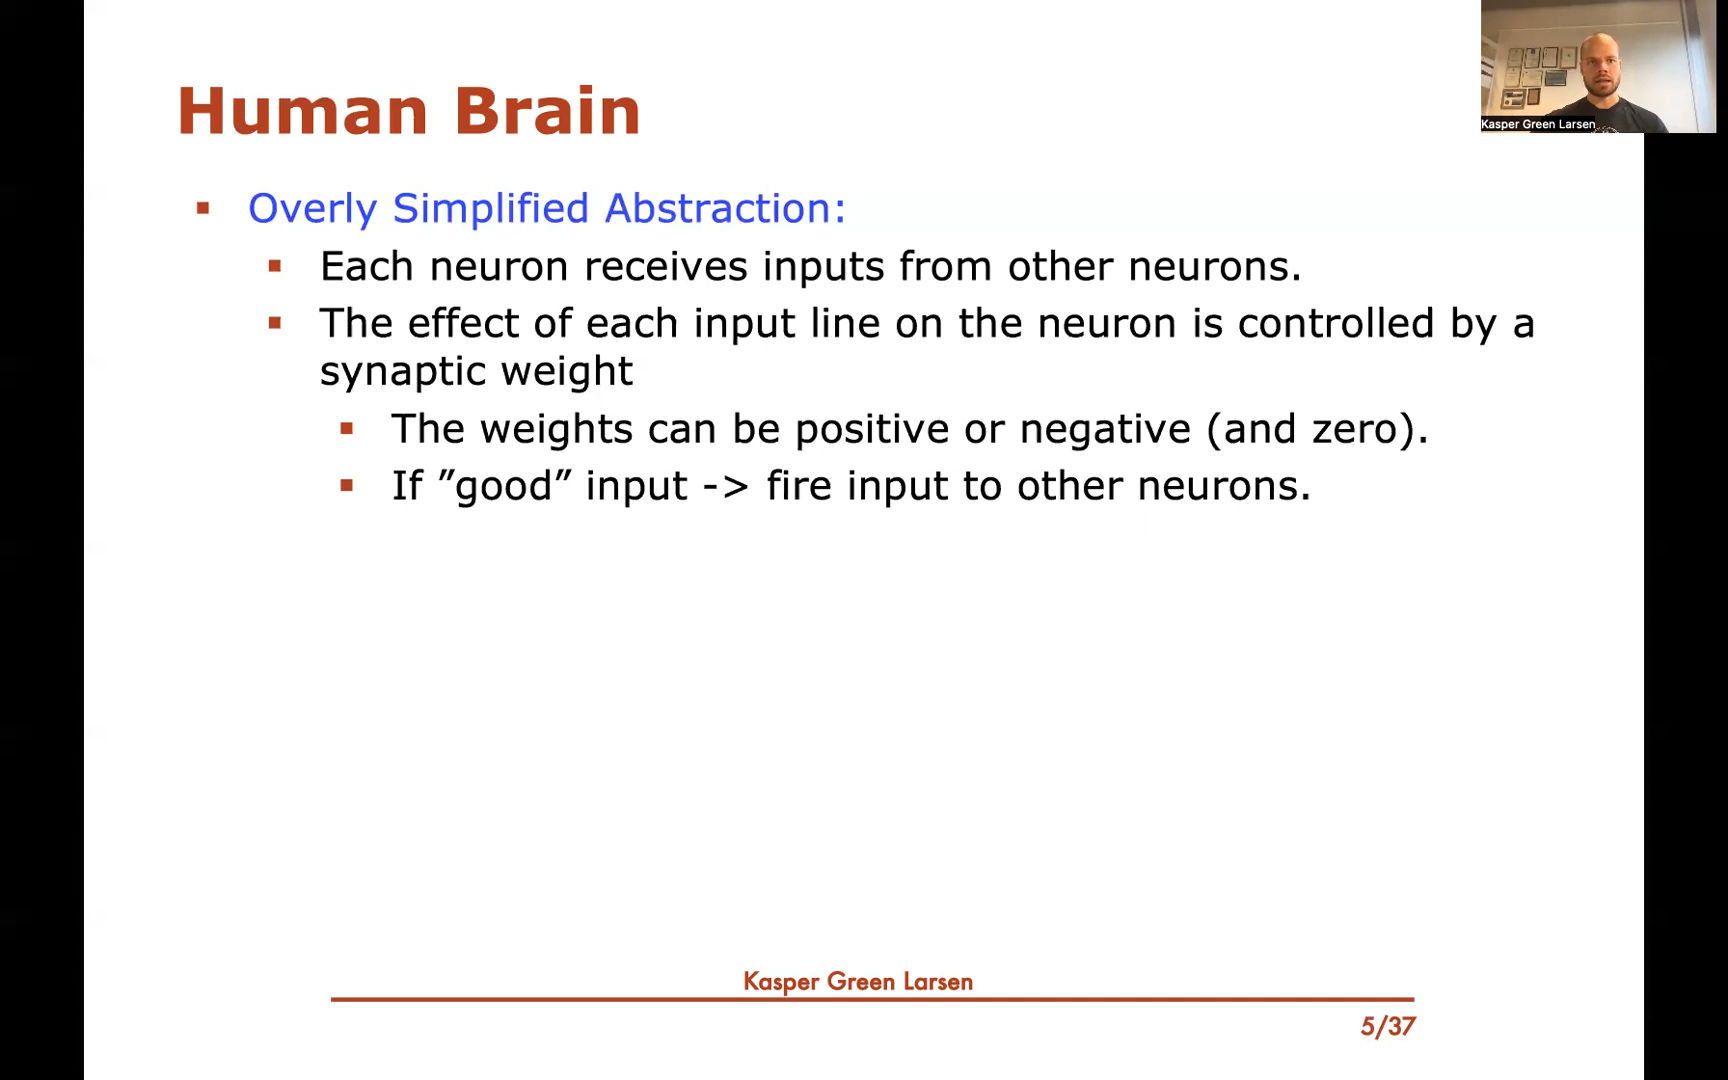 Human Brain
Kasper Green Larsen
Overly Simplified Abstraction:
Each neuron receives inputs from other neurons.
The effect of each input line on the neuron is controlled by a
synaptic weight
The weights can be positive or negative (and zero).
If ”good” input -> fire input to other neurons.
Kasper Green Larsen
5/37